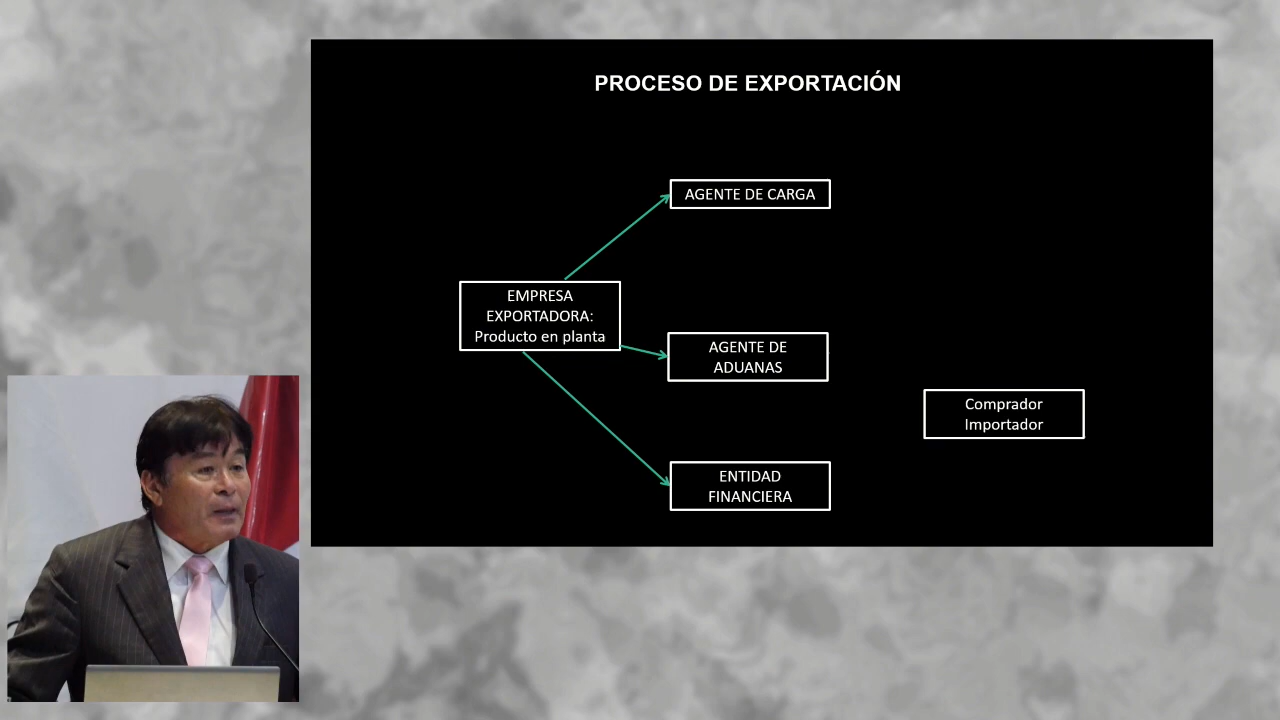 PROCESO DE EXPORTACIÓN
AGENTE DE CARGA
EMPRESA
EXPORTADORA:
Producto en planta
AGENTE DE
ADUANAS
Comprador
Importador
ENTIDAD
FINANCIERA